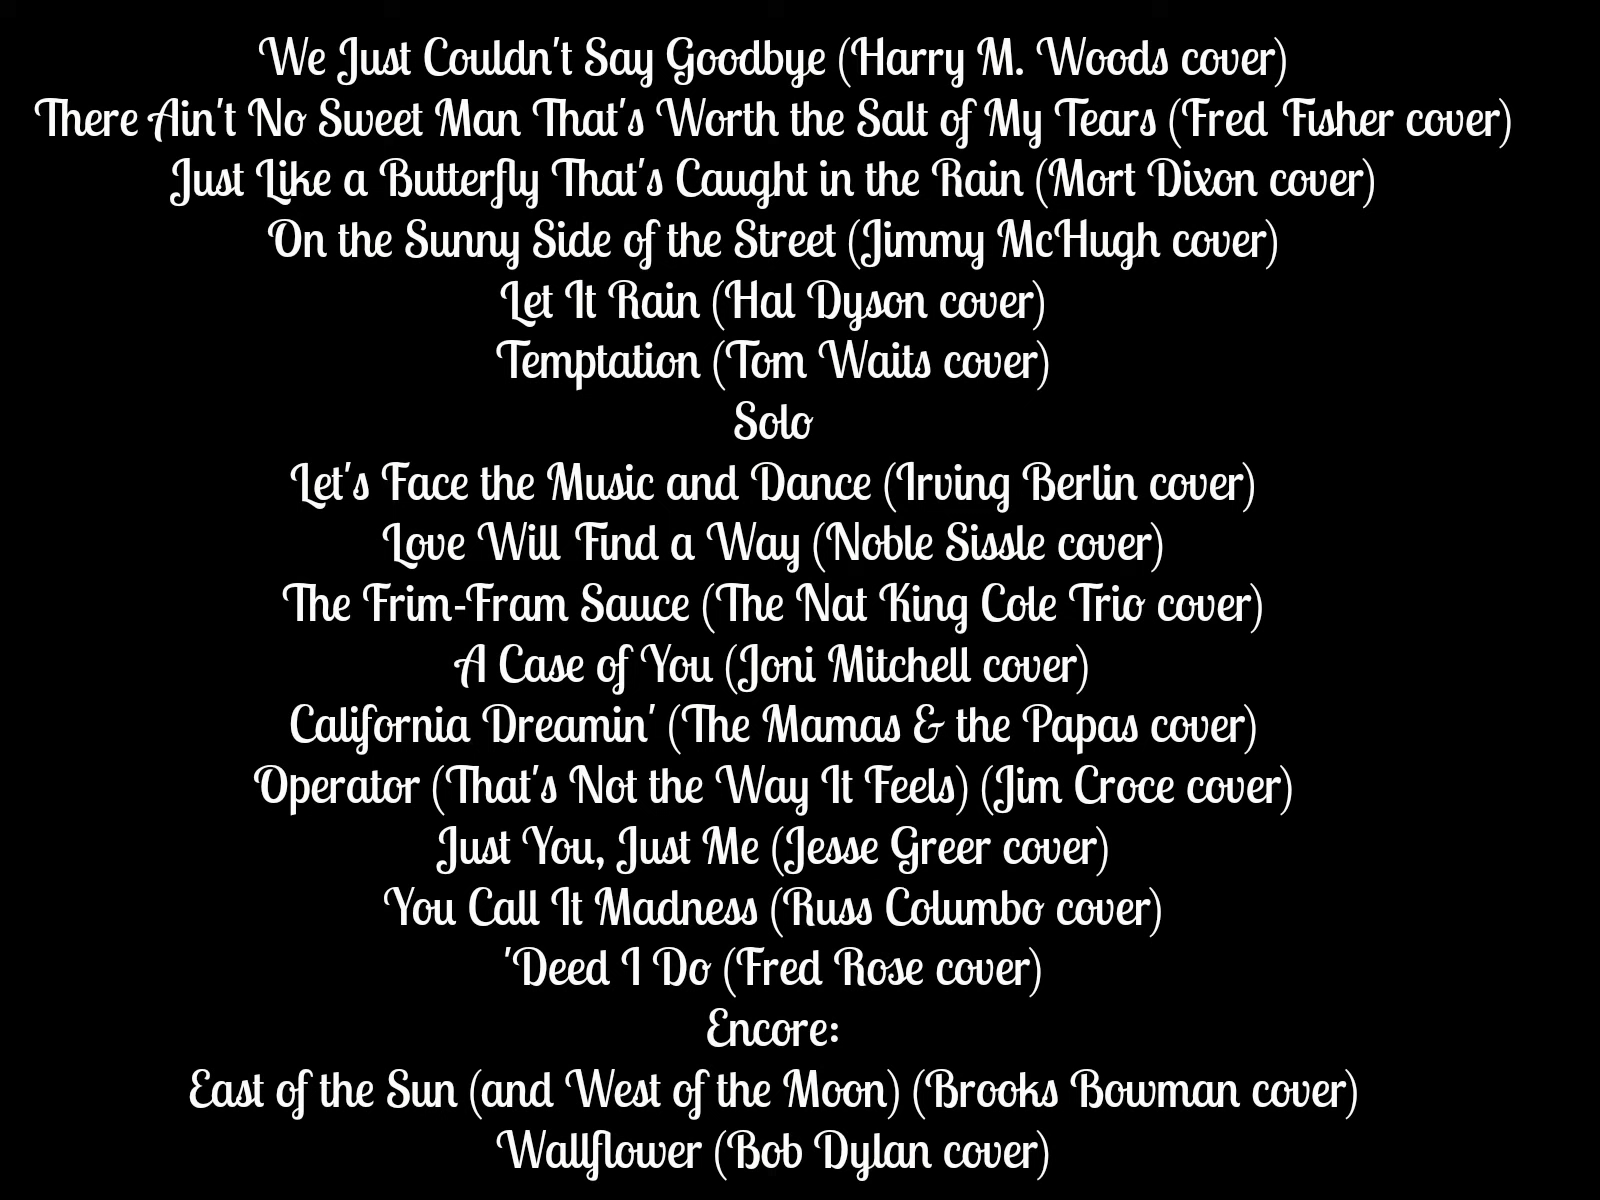 We Just Couldn't Say Goodbye (Harry M. Woods cover)
There Ain't No Sweet Man That's Worth the Salt of My Tears (Fred Fisher cover)
Just Like a Butterfly That's Caught in the Rain (Mort Dixon cover)
On the Sunny Side of the Street (Jimmy McHugh cover)
Let It Rain (Hal Dyson cover)
Temptation (Tom Waits cover)
Solo
Let's Face the Music and Dance (Irving Berlin cover)
Love Will Find a Way (Noble Sissle cover)
The Frim-Fram Sauce (The Nat King Cole Trio cover)
A Case of You (Joni Mitchell cover)
California Dreamin' (The Mamas & the Papas cover)
Operator (That's Not the Way It Feels) (Jim Croce cover)
Just You, Just Me (Jesse Greer cover)
You Call It Madness (Russ Columbo cover)
'Deed I Do (Fred Rose cover)
Encore:
East of the Sun (and West of the Moon) (Brooks Bowman cover)
Wallflower (Bob Dylan cover)